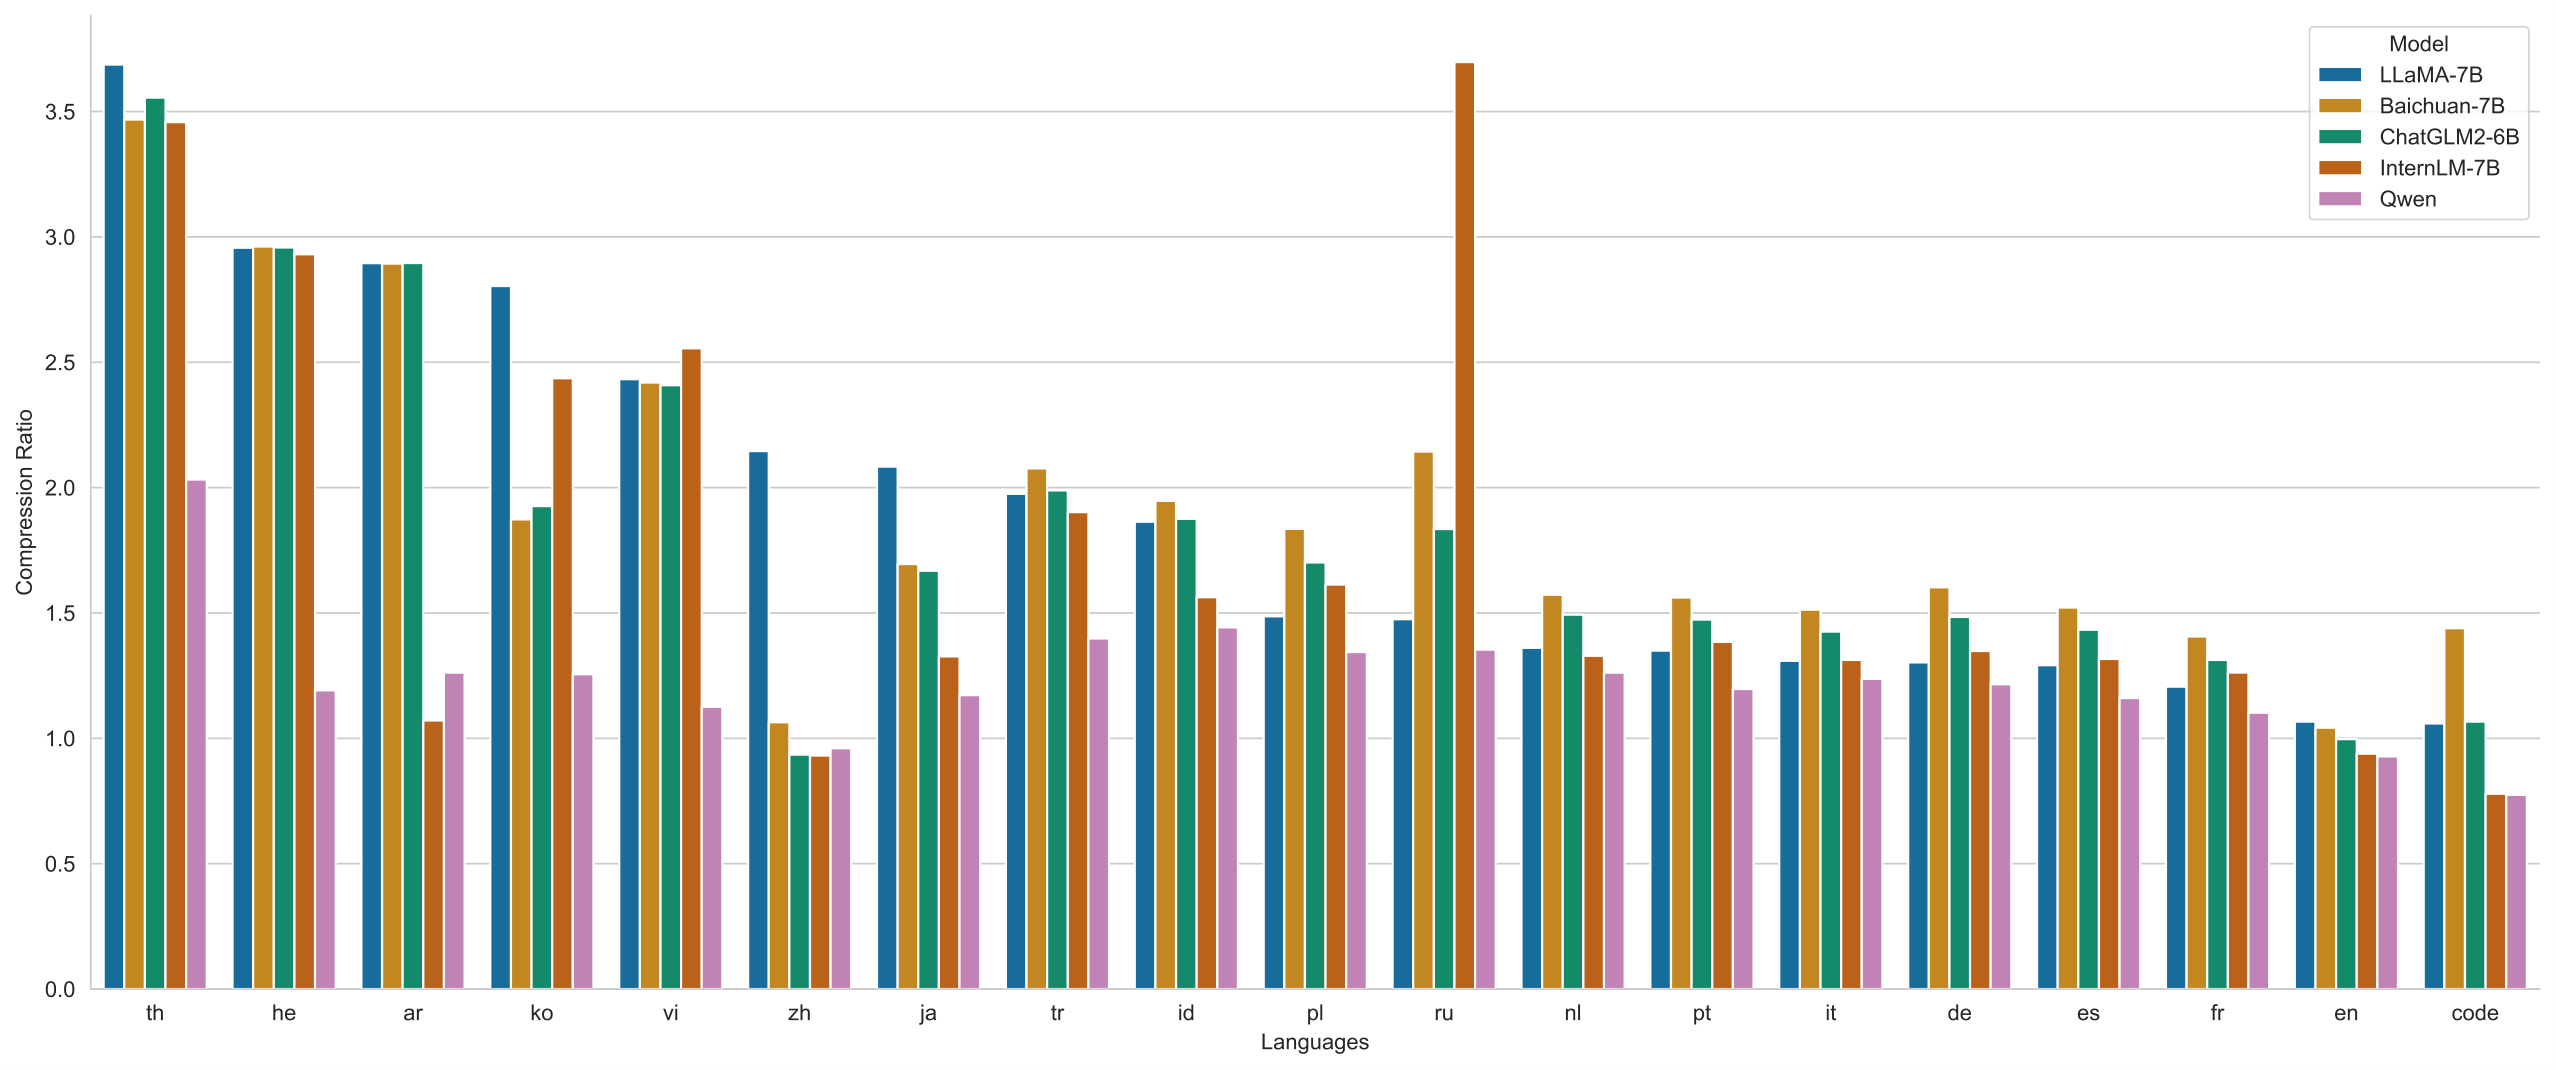 Model
LLaMA-7B
Baichuan-7B
ChatGLM2-6B
InternLM-7B
Qwen
Compression Ratio
3.5
3.0
2.5
2.0
1.5
1.0
0.5
0.0
th he ar ko vi zh ja tr id pl ru nl pt it de es fr en code
Languages